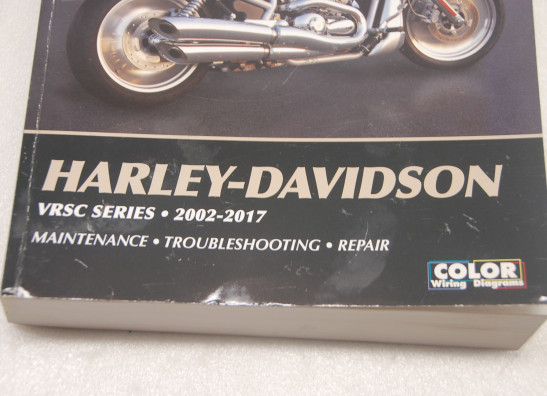 HARLEY-DAVIDSON
VRSC SERIES • 2002-2017
MAINTENANCE • TROUBLESHOOTING • REPAIR
COLOR
Wiring Diagrams